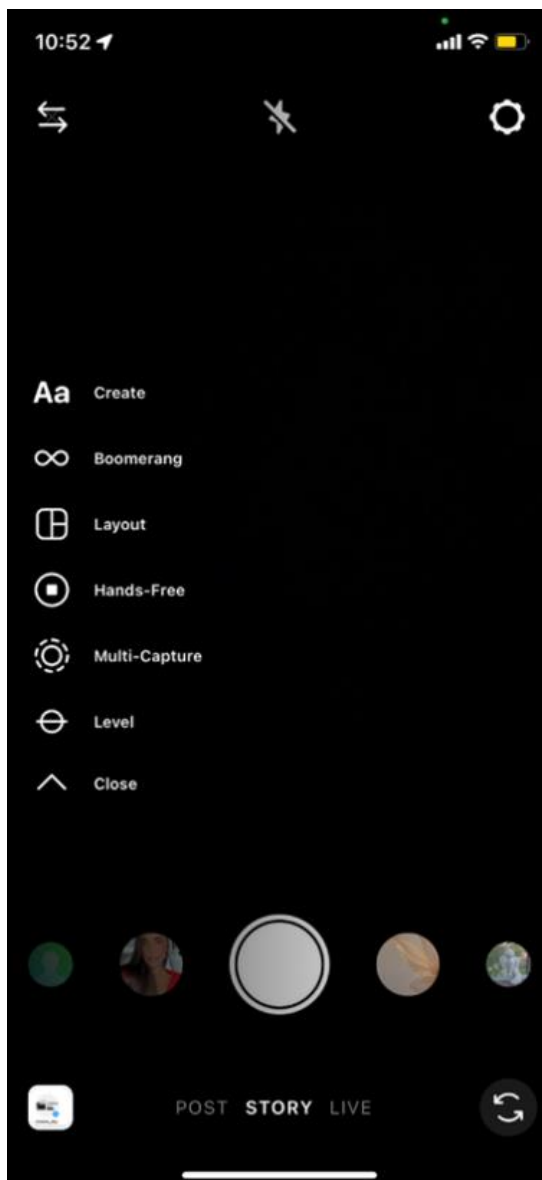 10:52
Aa Create
Boomerang
Layout
Hands-Free
Multi-Capture
Level
Close
POST STORY LIVE